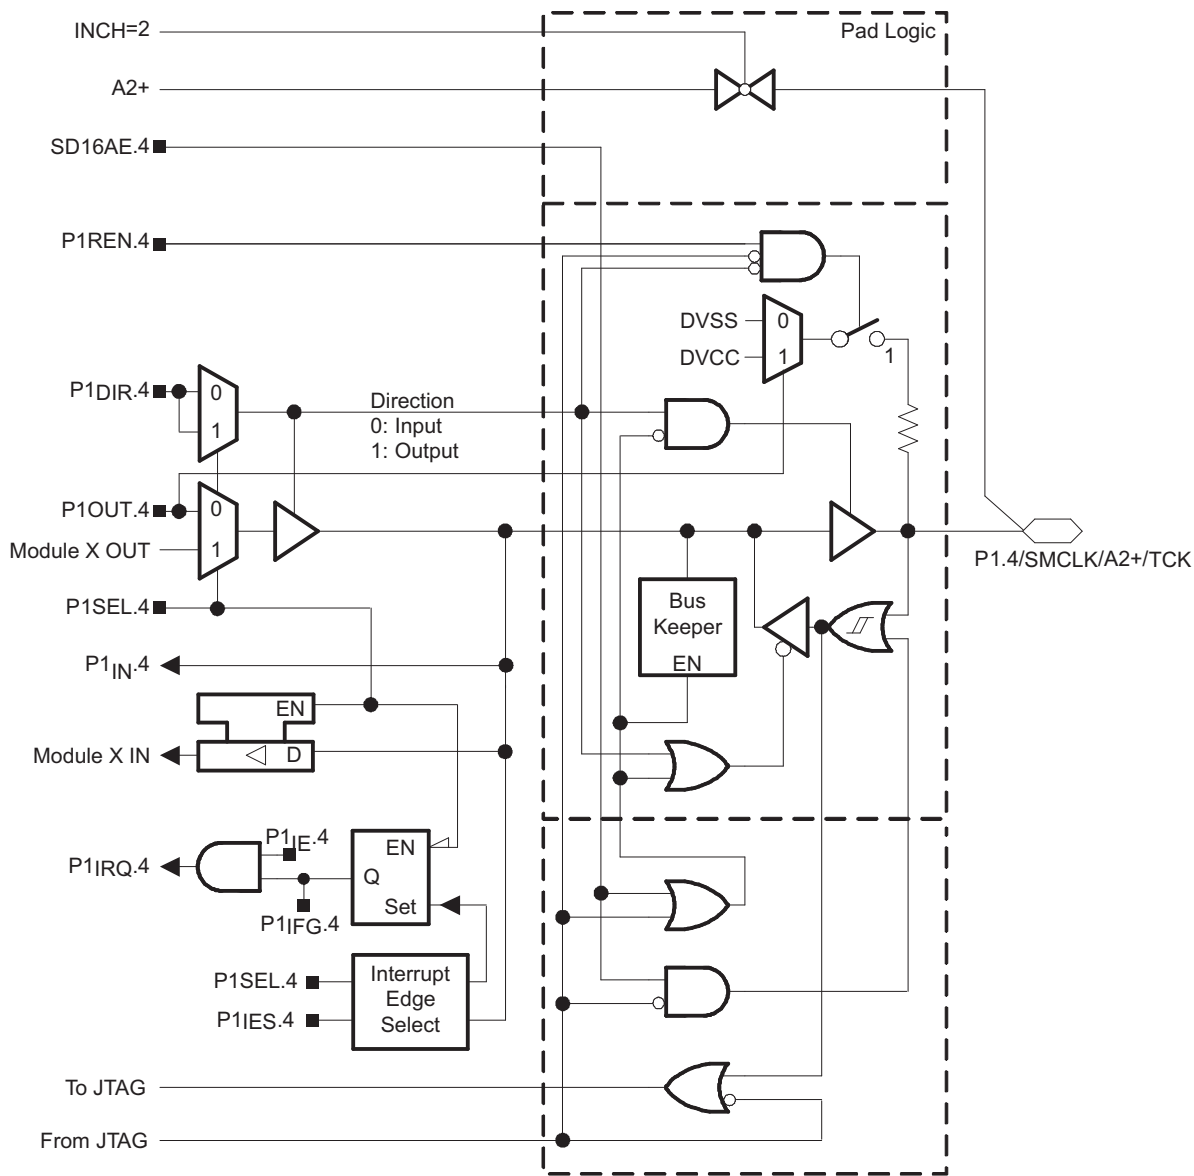 INCH=2
Pad Logic
A2+
SD16AE.4
P1REN.4
DVSS
0
DVCC
1
1
P1DIR.4
0
1
Direction
0: Input
1: Output
P1OUT.4
0
Module X OUT
1
P1.4/SMCLK/A2+/TCK
P1SEL.4
Bus
Keeper
EN
P1IN.4
EN
Module X IN
D
P1IE.4
EN
P1IRQ.4
Q
Set
P1IFG.4
P1SEL.4
Interrupt
Edge
Select
P1IES.4
To JTAG
From JTAG